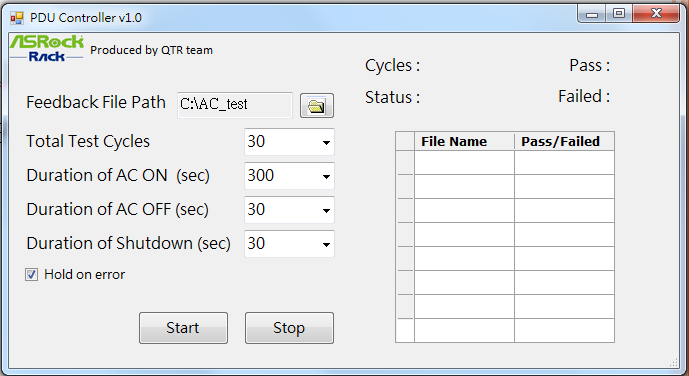 PDU Controller v1.0
ASRock
Rack
Produced by QTR team
Cycles :
Pass :
Status :
Failed :
Feedback File Path
C:\AC_test
Total Test Cycles
30
Duration of AC ON  (sec)
300
Duration of AC OFF (sec)
30
Duration of Shutdown (sec)
30
Hold on error
Start
Stop
File Name
Pass/Failed